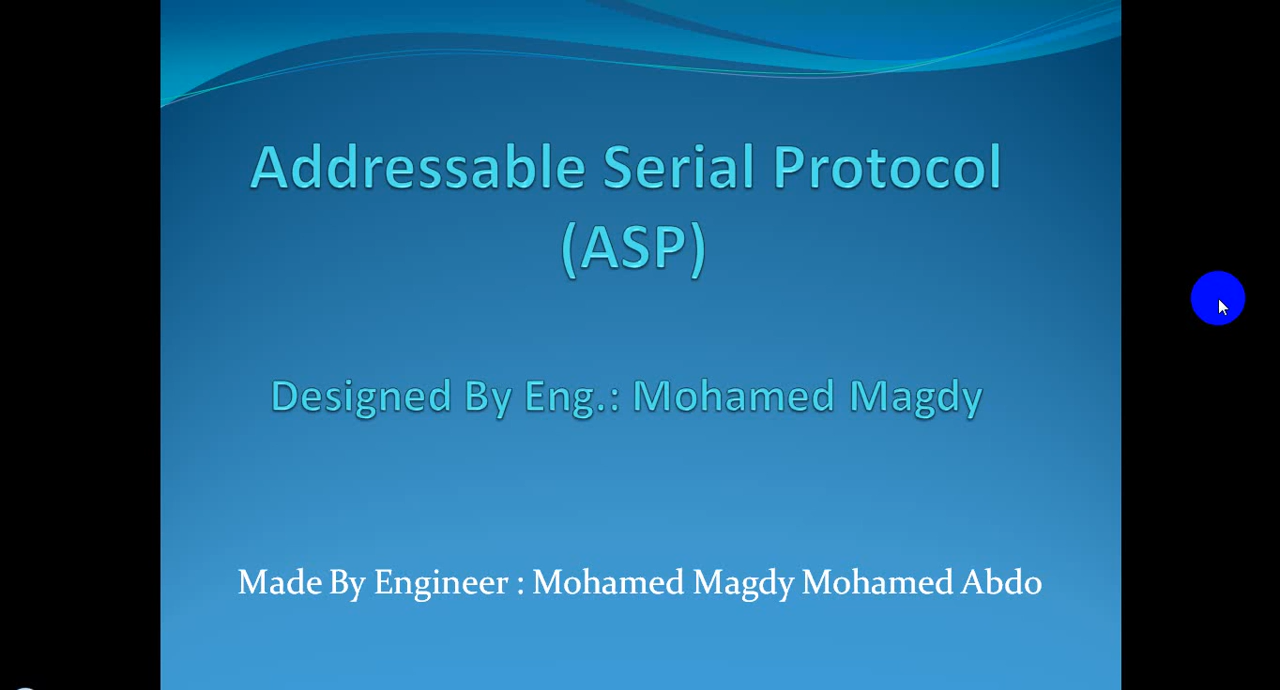 Addressable Serial Protocol
(ASP)
Designed By Eng.: Mohamed Magdy
Made By Engineer : Mohamed Magdy Mohamed Abdo